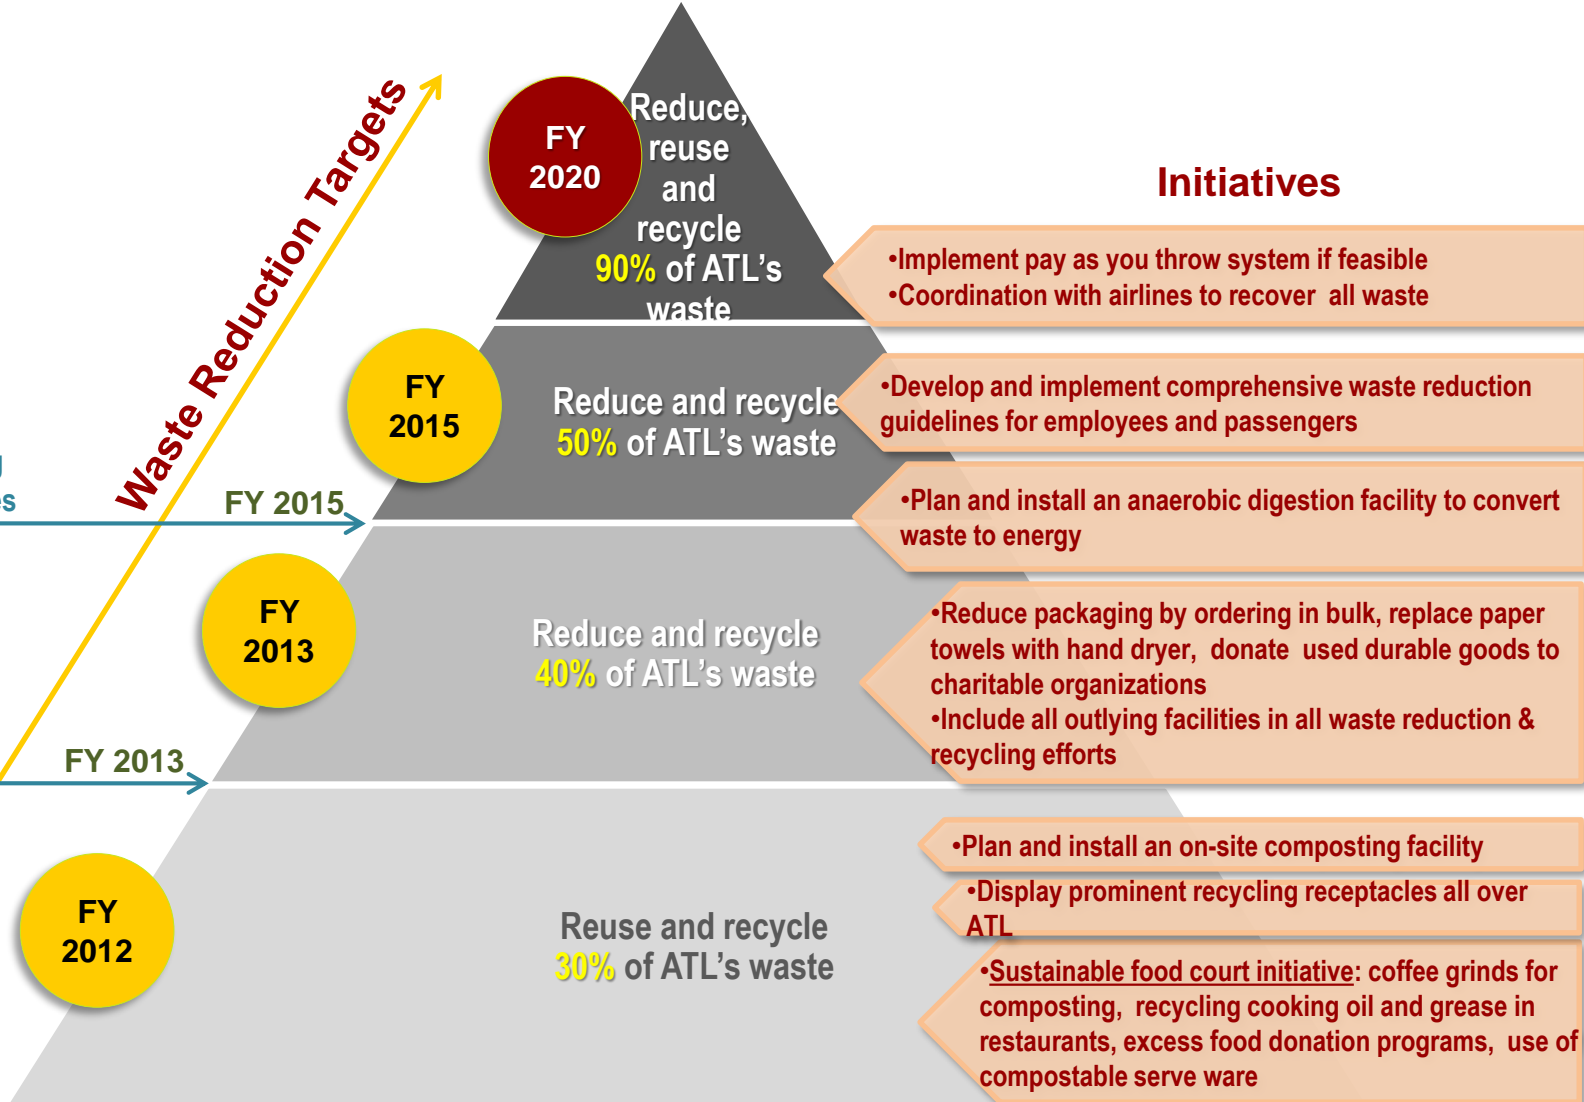 Waste Reduction Targets
FY
2020
Reduce,
reuse
and
recycle
90% of ATL's
waste
Initiatives
•Implement pay as you throw system if feasible
•Coordination with airlines to recover all waste
FY
2015
Reduce and recycle
50% of ATL's waste
•Develop and implement comprehensive waste reduction
guidelines for employees and passengers
FY 2015
•Plan and install an anaerobic digestion facility to convert
waste to energy
FY
2013
Reduce and recycle
40% of ATL's waste
•Reduce packaging by ordering in bulk, replace paper
towels with hand dryer, donate used durable goods to
charitable organizations
•Include all outlying facilities in all waste reduction &
recycling efforts
FY 2013
FY
2012
Reuse and recycle
30% of ATL's waste
•Plan and install an on-site composting facility
•Display prominent recycling receptacles all over
ATL
•Sustainable food court initiative: coffee grinds for
composting, recycling cooking oil and grease in
restaurants, excess food donation programs, use of
compostable serve ware